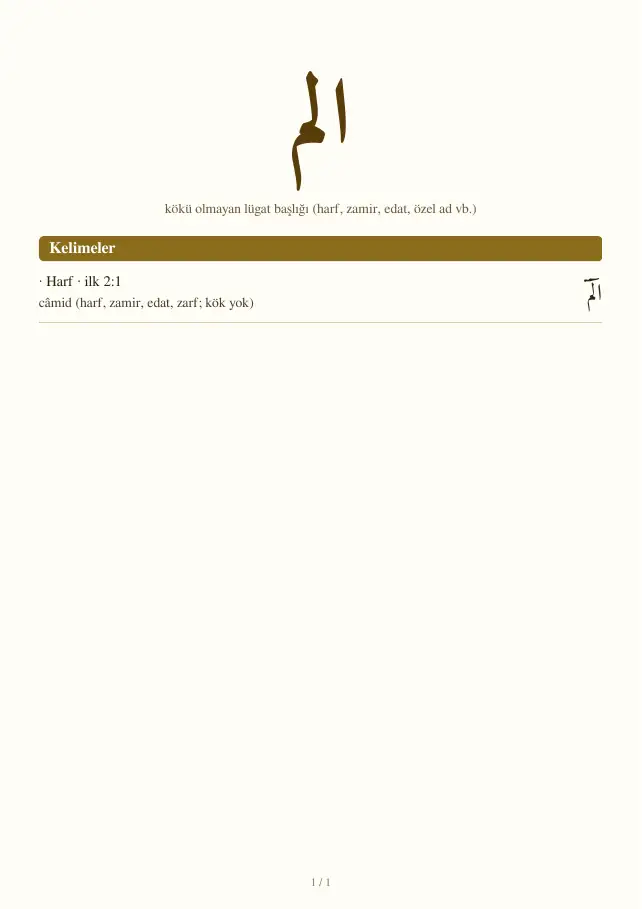 الم
kökü olmayan lügat başlığı (harf, zamir, edat, özel ad vb.)
Kelimeler
· Harf · ilk 2:1
الٓمٓ
câmid (harf, zamir, edat, zarf; kök yok)
1 / 1